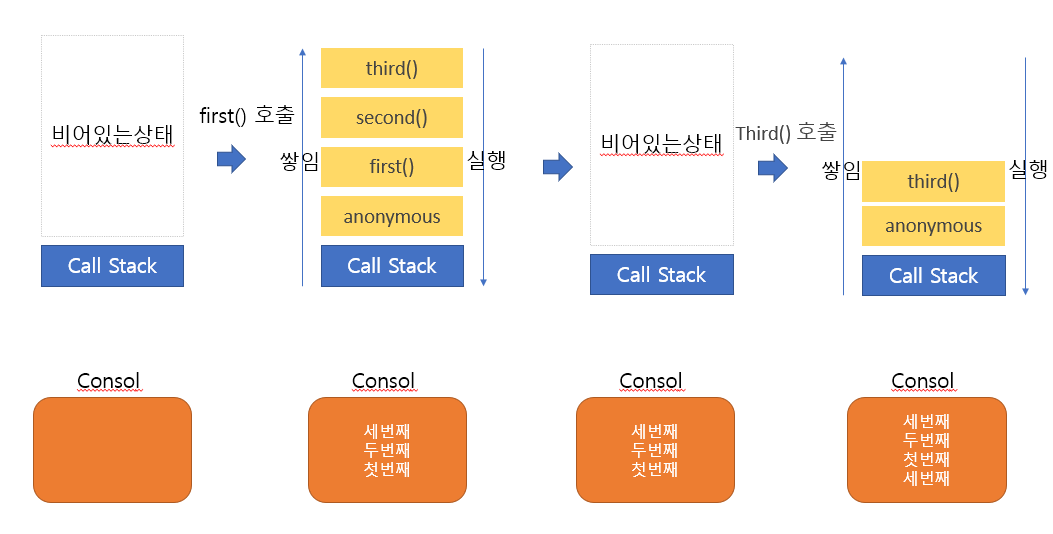 비어있는상태
Call Stack
first() 호출
쌓임
third()
second()
first()
anonymous
Call Stack
실행
비어있는상태
Call Stack
Third() 호출
쌓임
third()
anonymous
Call Stack
실행
Consol
Consol
세번째
두번째
첫번째
Consol
세번째
두번째
첫번째
Consol
세번째
두번째
첫번째
세번째